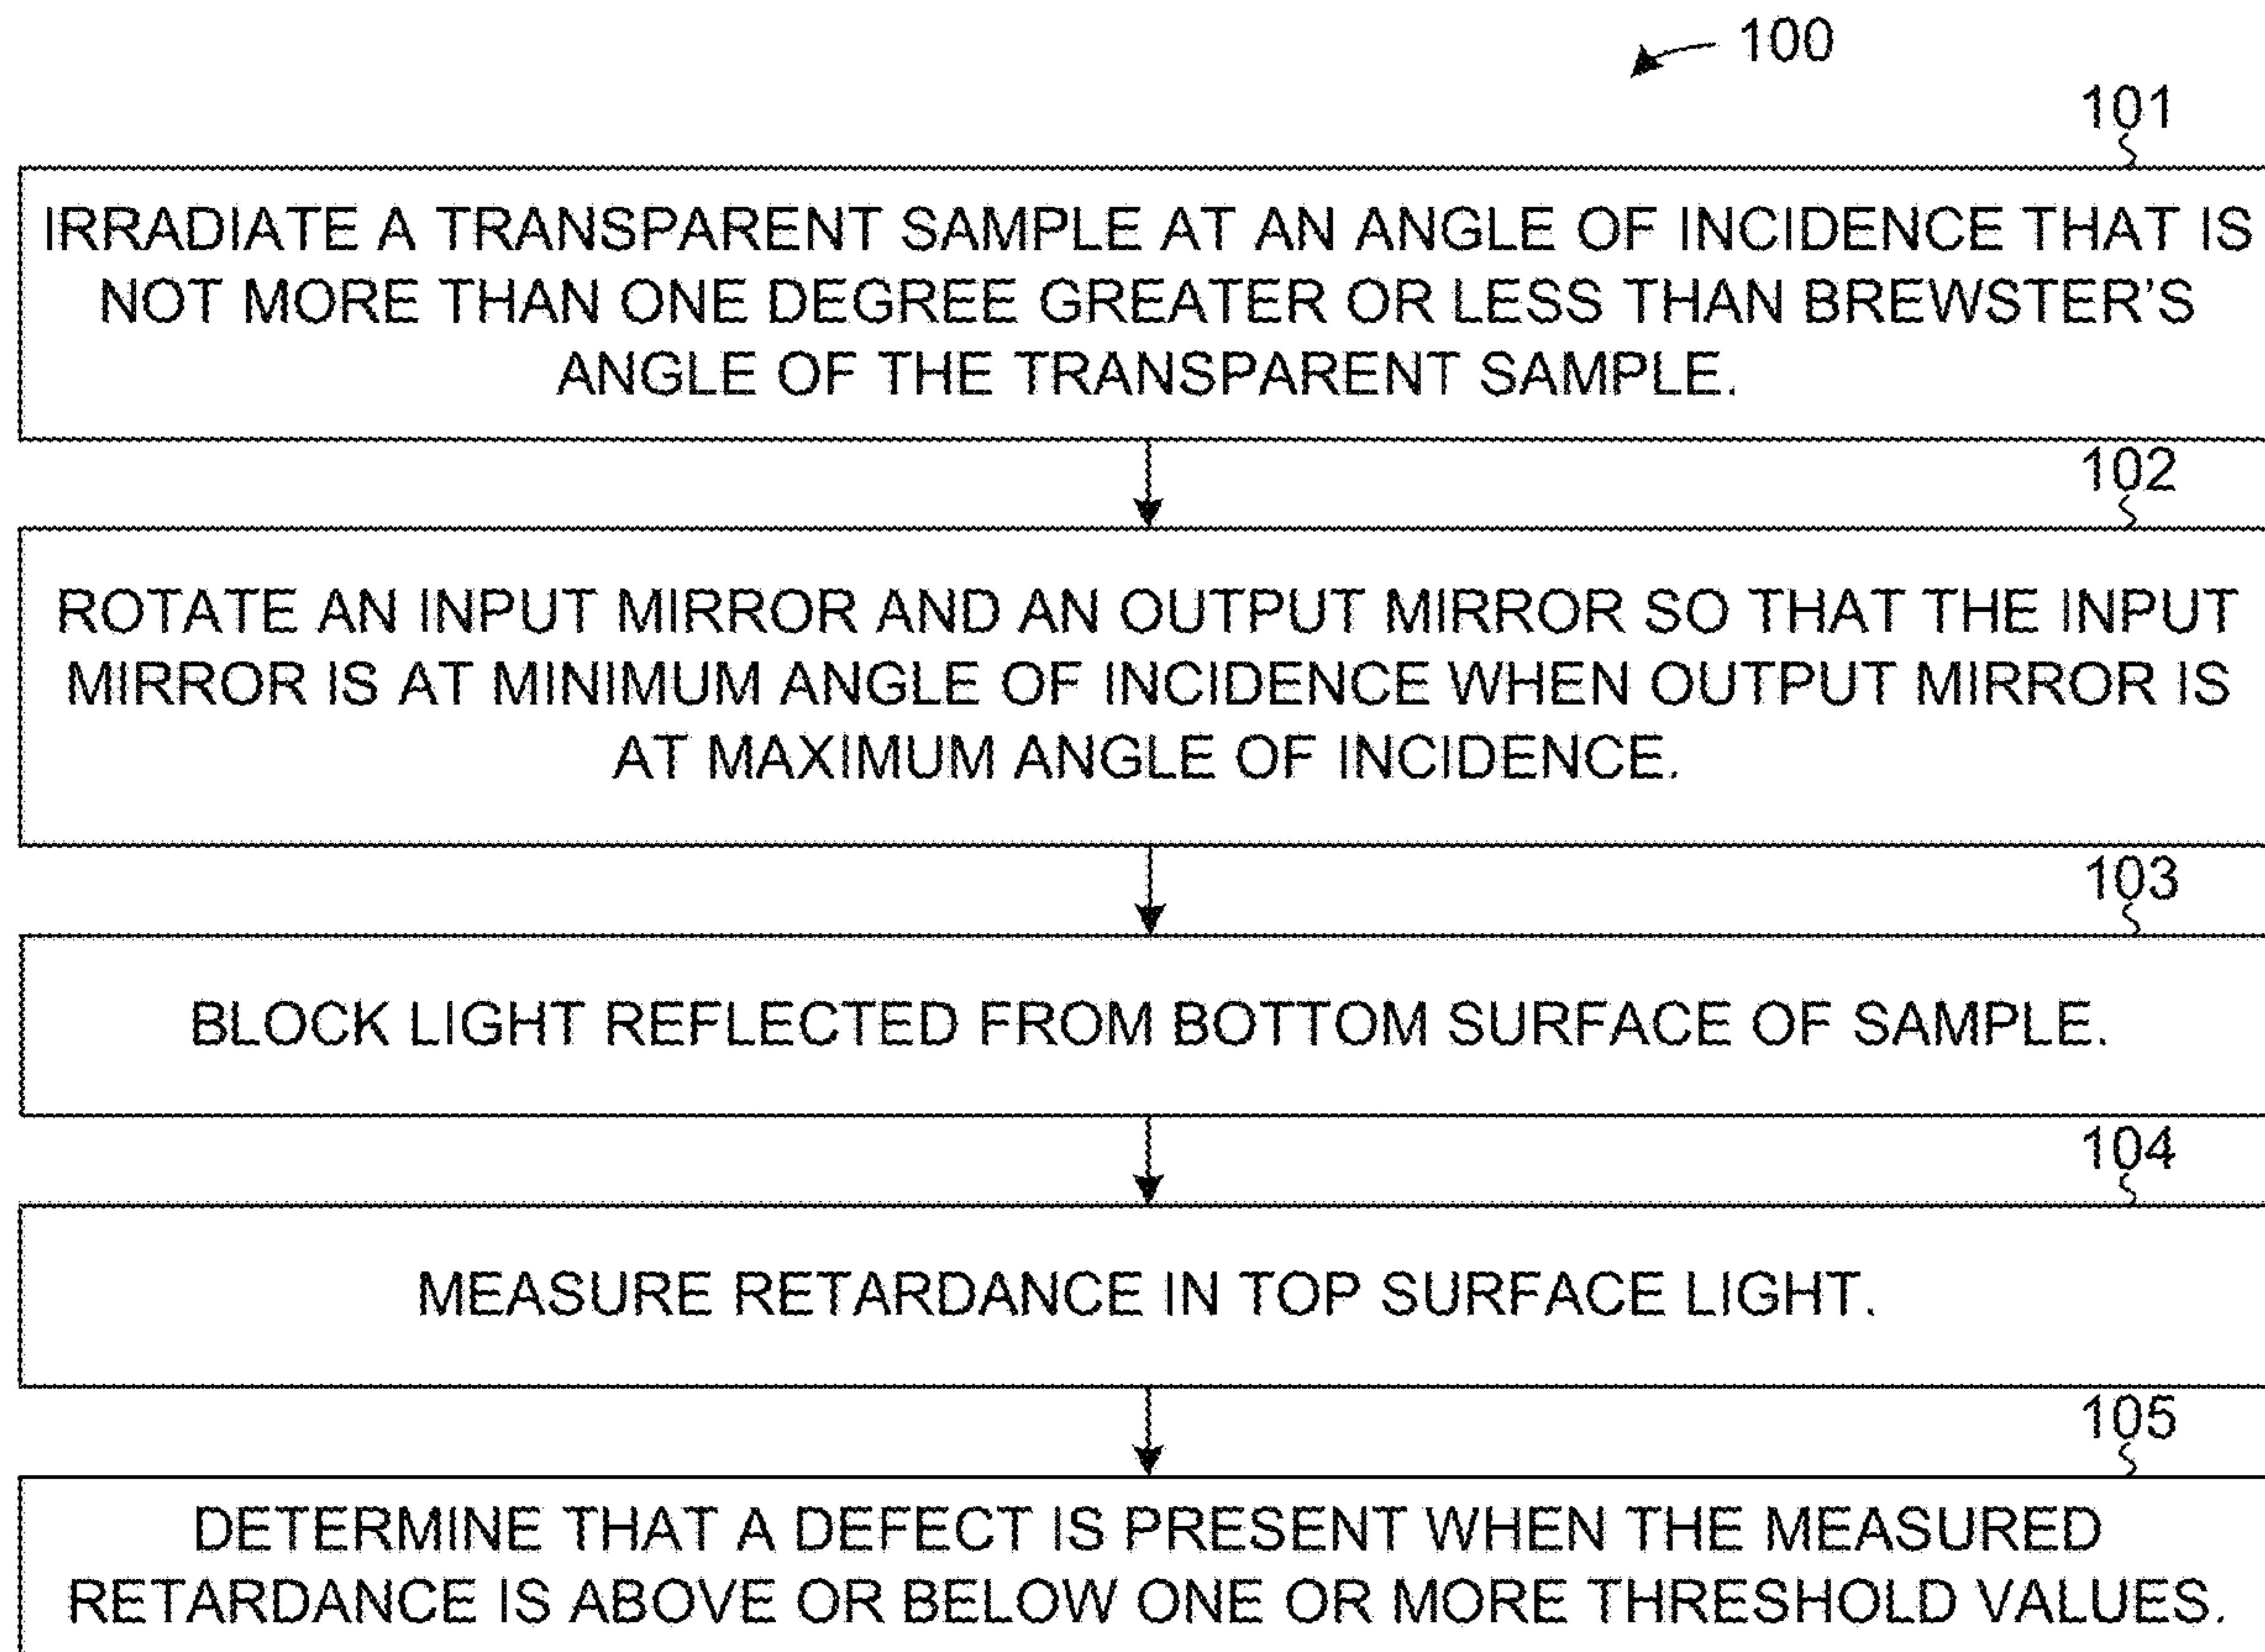 100
101
IRRADIATE A TRANSPARENT SAMPLE AT AN ANGLE OF INCIDENCE THAT IS
NOT MORE THAN ONE DEGREE GREATER OR LESS THAN BREWSTER'S
ANGLE OF THE TRANSPARENT SAMPLE.
102
ROTATE AN INPUT MIRROR AND AN OUTPUT MIRROR SO THAT THE INPUT
MIRROR IS AT MINIMUM ANGLE OF INCIDENCE WHEN OUTPUT MIRROR IS
AT MAXIMUM ANGLE OF INCIDENCE.
103
BLOCK LIGHT REFLECTED FROM BOTTOM SURFACE OF SAMPLE.
104
MEASURE RETARDANCE IN TOP SURFACE LIGHT.
105
DETERMINE THAT A DEFECT IS PRESENT WHEN THE MEASURED
RETARDANCE IS ABOVE OR BELOW ONE OR MORE THRESHOLD VALUES.